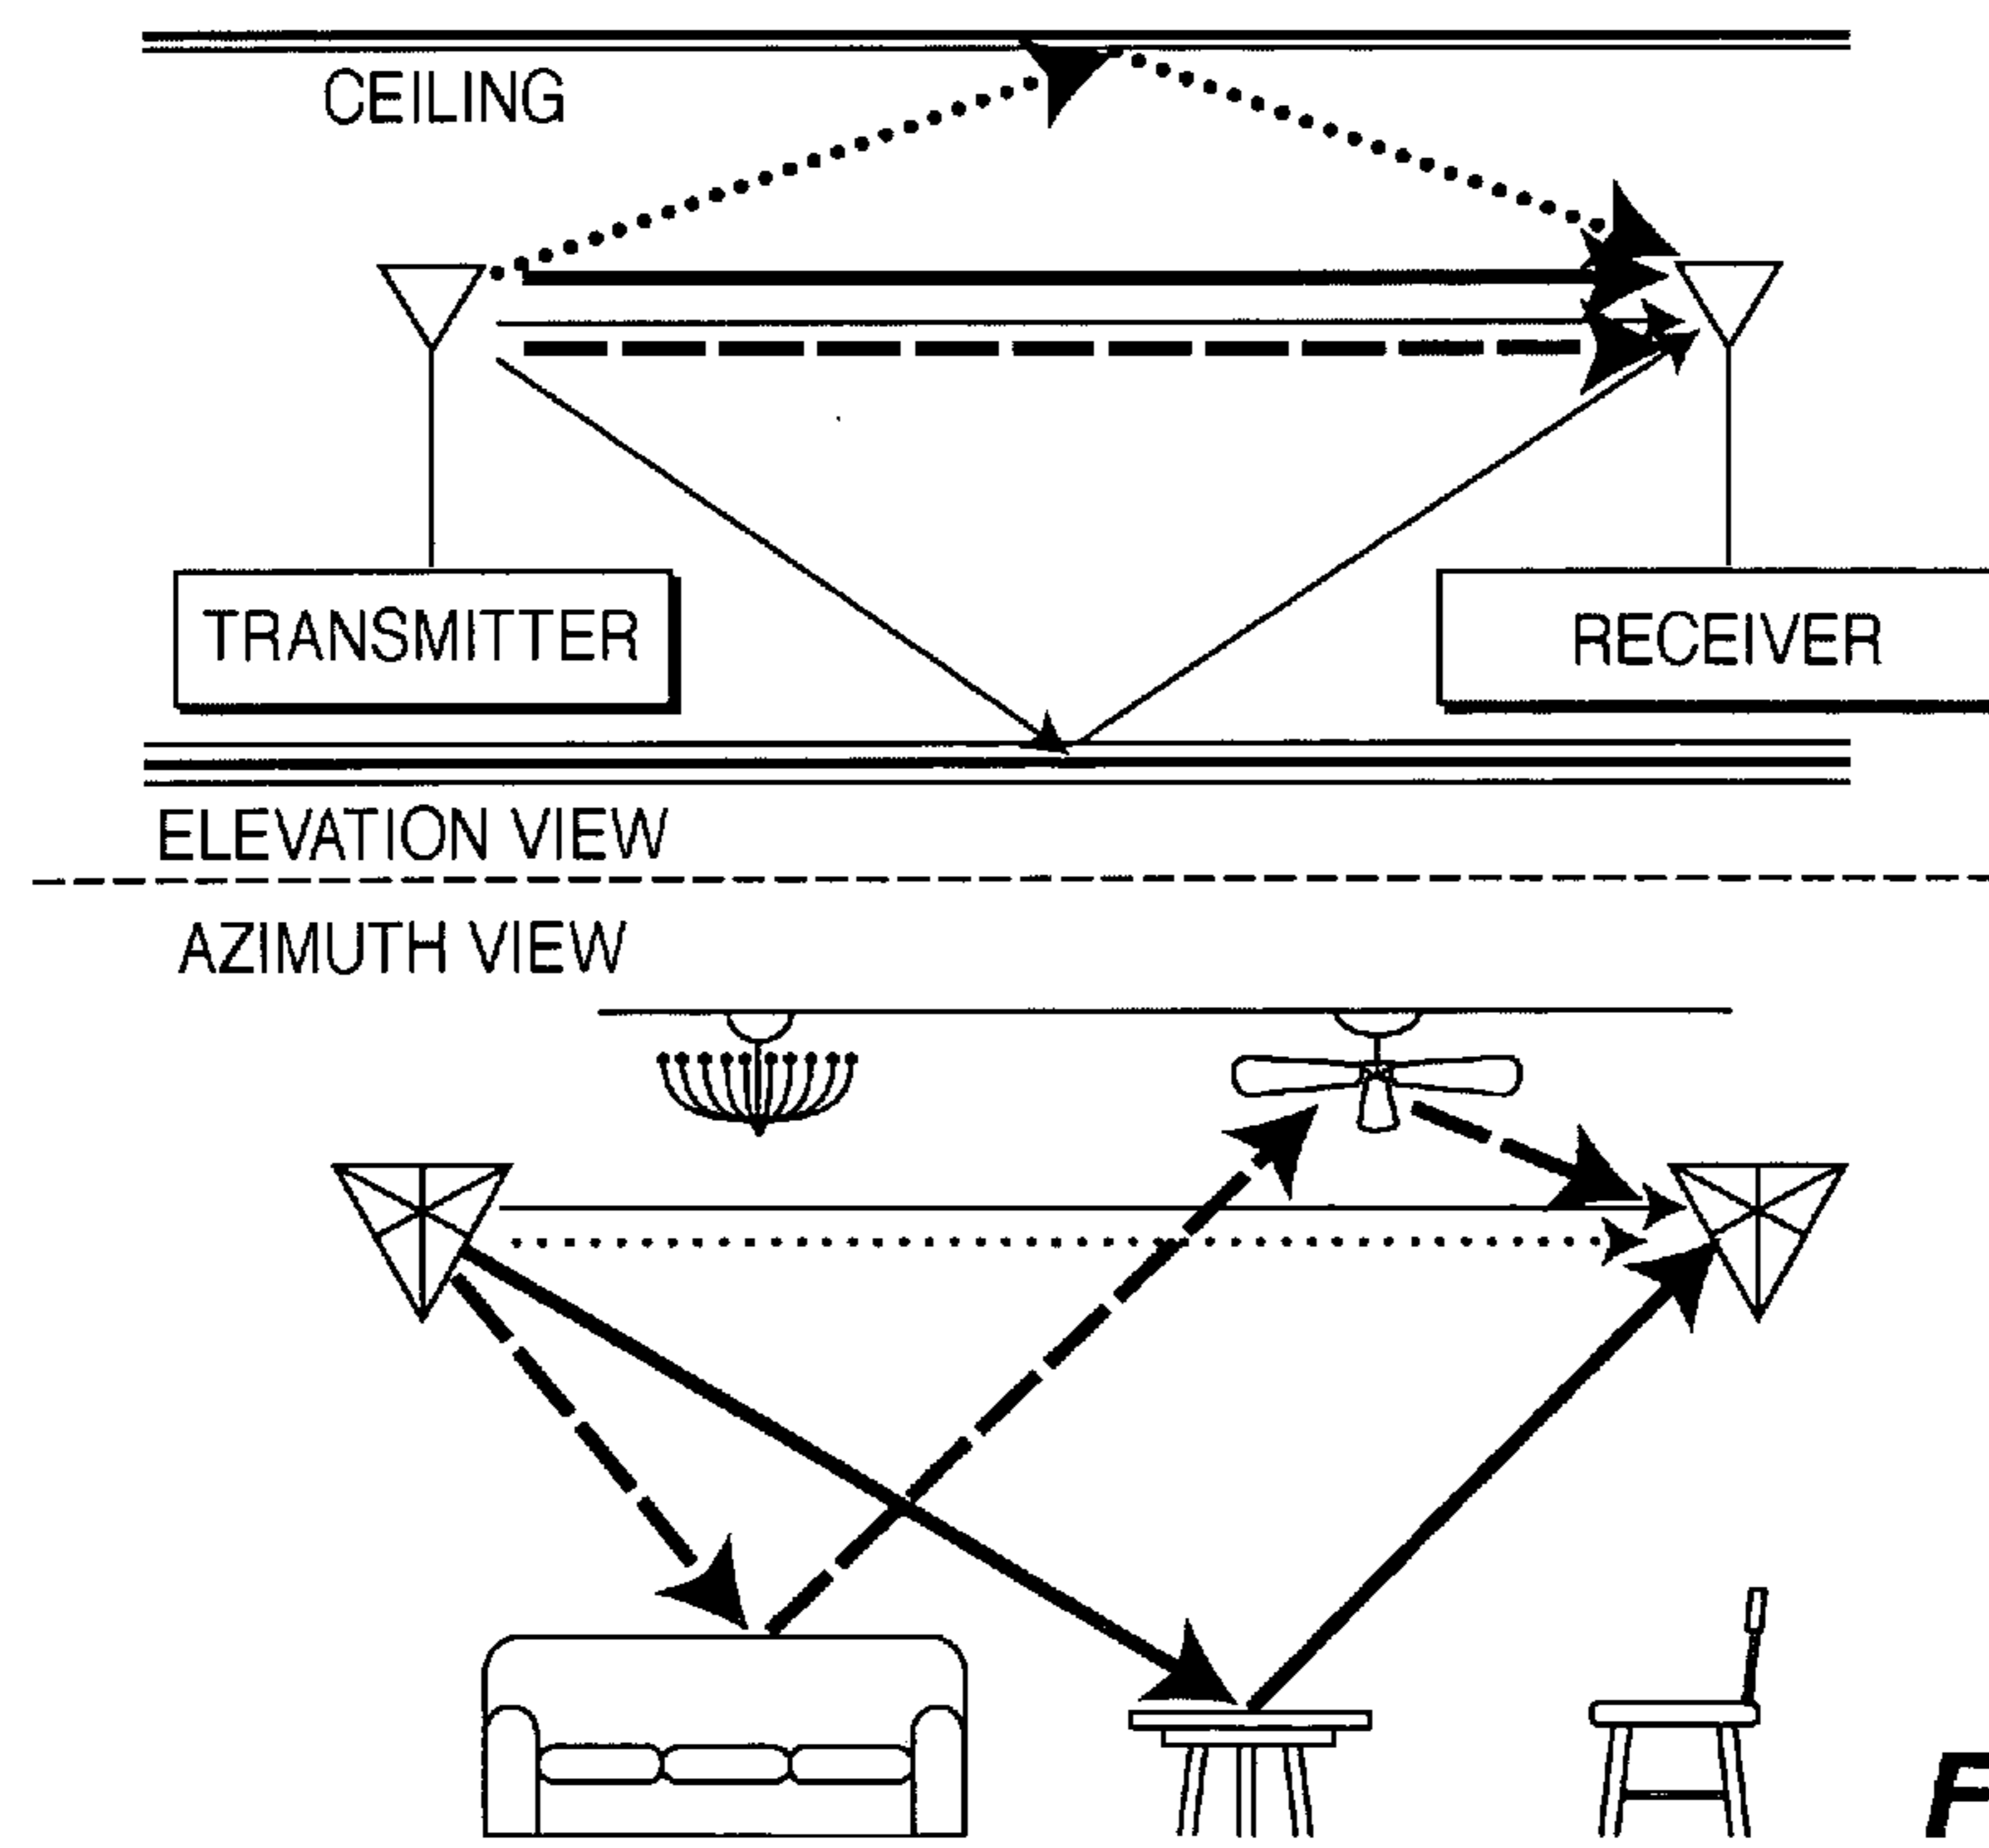 CEILING
TRANSMITTER
RECEIVER
ELEVATION VIEW
AZIMUTH VIEW
F